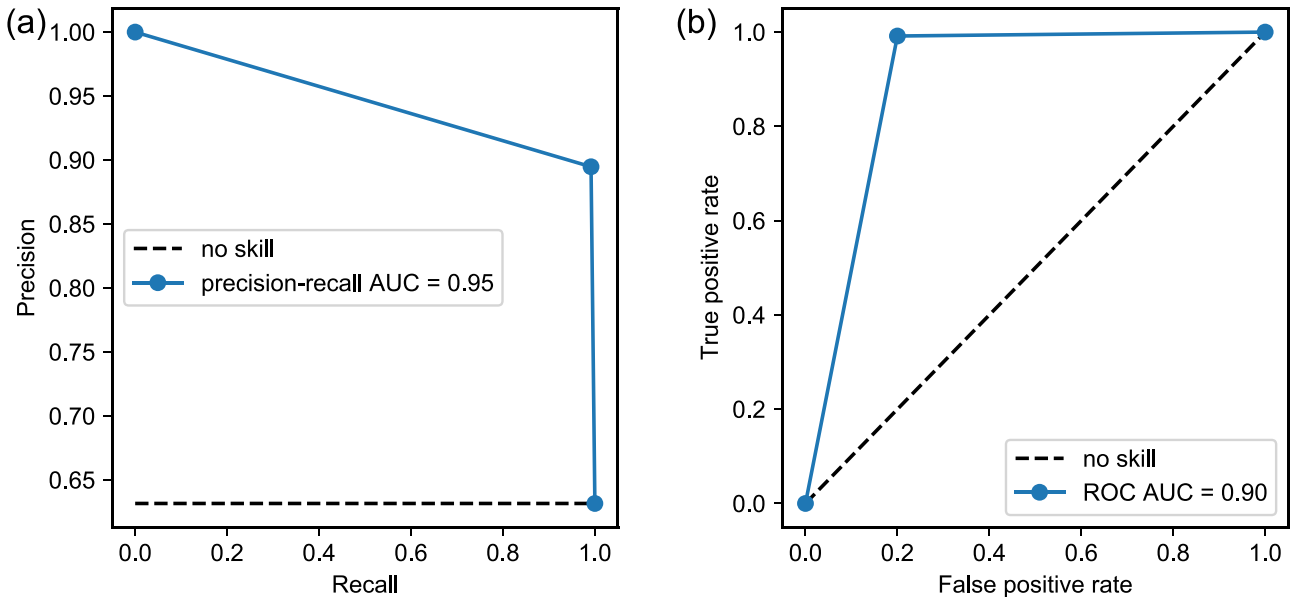 (a)
1.00
0.95
0.90
0.85
0.80
0.75
0.70
0.65
Precision
no skill
precision-recall AUC = 0.95
0.0 0.2 0.4 0.6 0.8 1.0
Recall
(b)
1.0
0.8
0.6
0.4
0.2
0.0
True positive rate
no skill
ROC AUC = 0.90
0.0 0.2 0.4 0.6 0.8 1.0
False positive rate